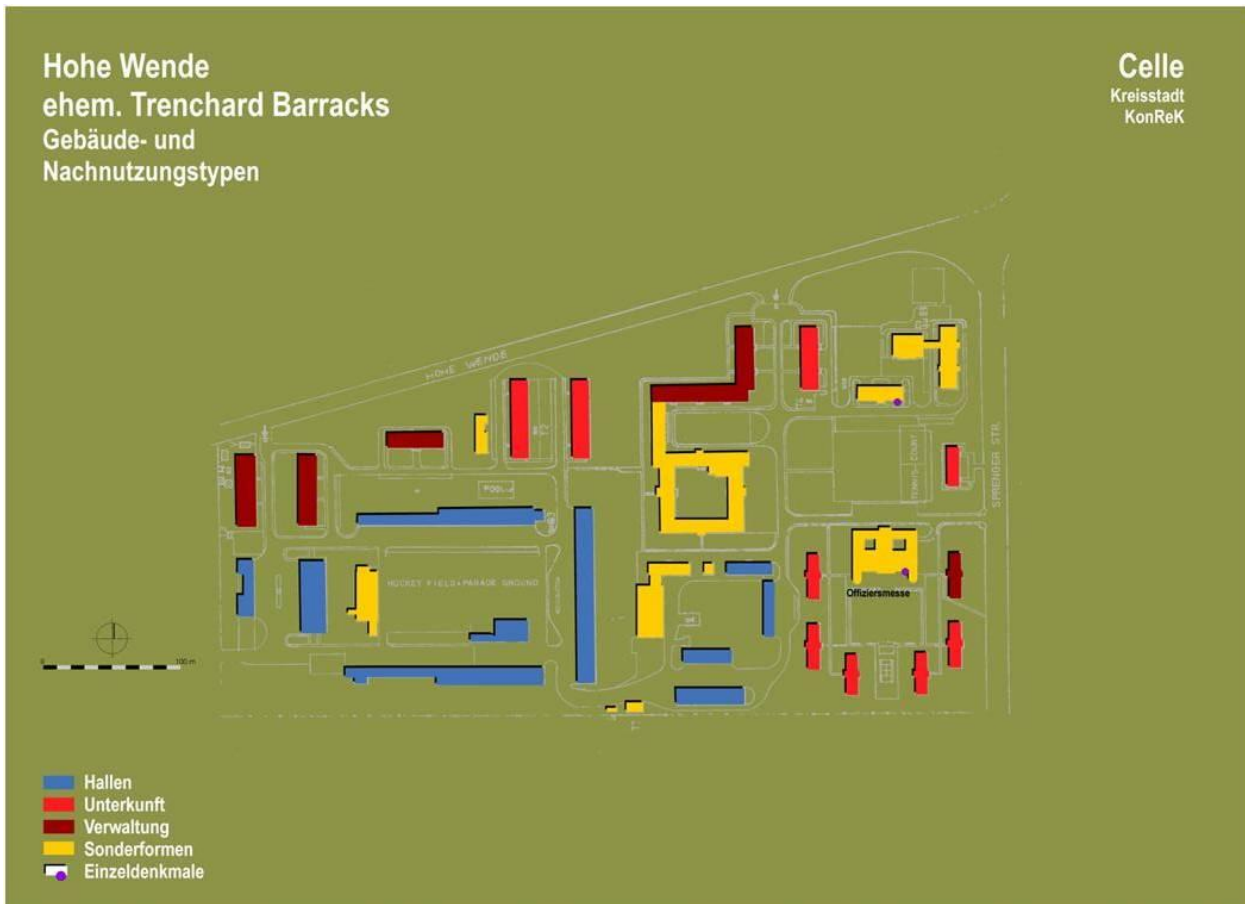 Hohe Wende
ehem. Trenchard Barracks
Gebäude- und
Nachnutzungstypen
Celle
Kreisstadt
KonReK
HOHE WENDE
TENNIS-COURT
SPRENGER STR.
POOL
HOCKEY FIELD + PARADE GROUND
Offiziersmesse
0
100 m
Hallen
Unterkunft
Verwaltung
Sonderformen
Einzeldenkmale